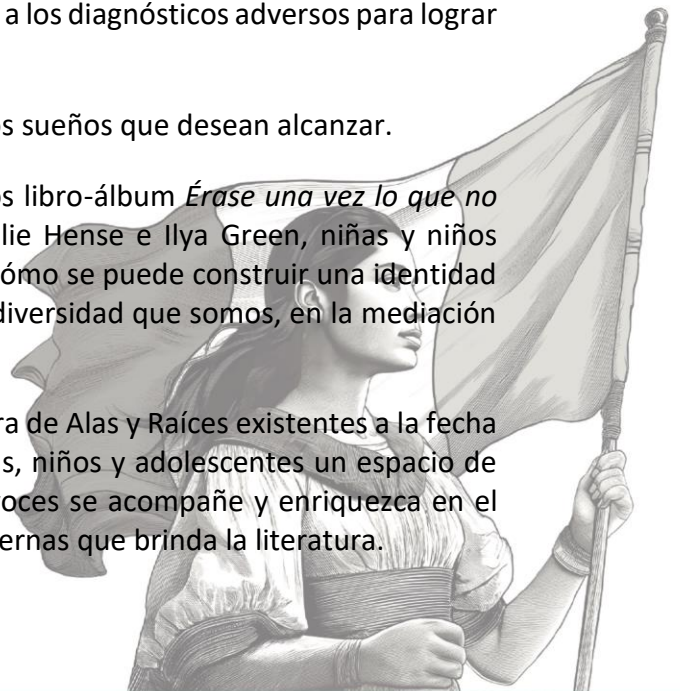 a los diagnósticos adversos para lograr
s sueños que desean alcanzar.
s libro-álbum Érase una vez lo que no
lie Hense e Ilya Green, niñas y niños
ómo se puede construir una identidad
diversidad que somos, en la mediación
ra de Alas y Raíces existentes a la fecha
s, niños y adolescentes un espacio de
oces se acompañe y enriquezca en el
ernas que brinda la literatura.